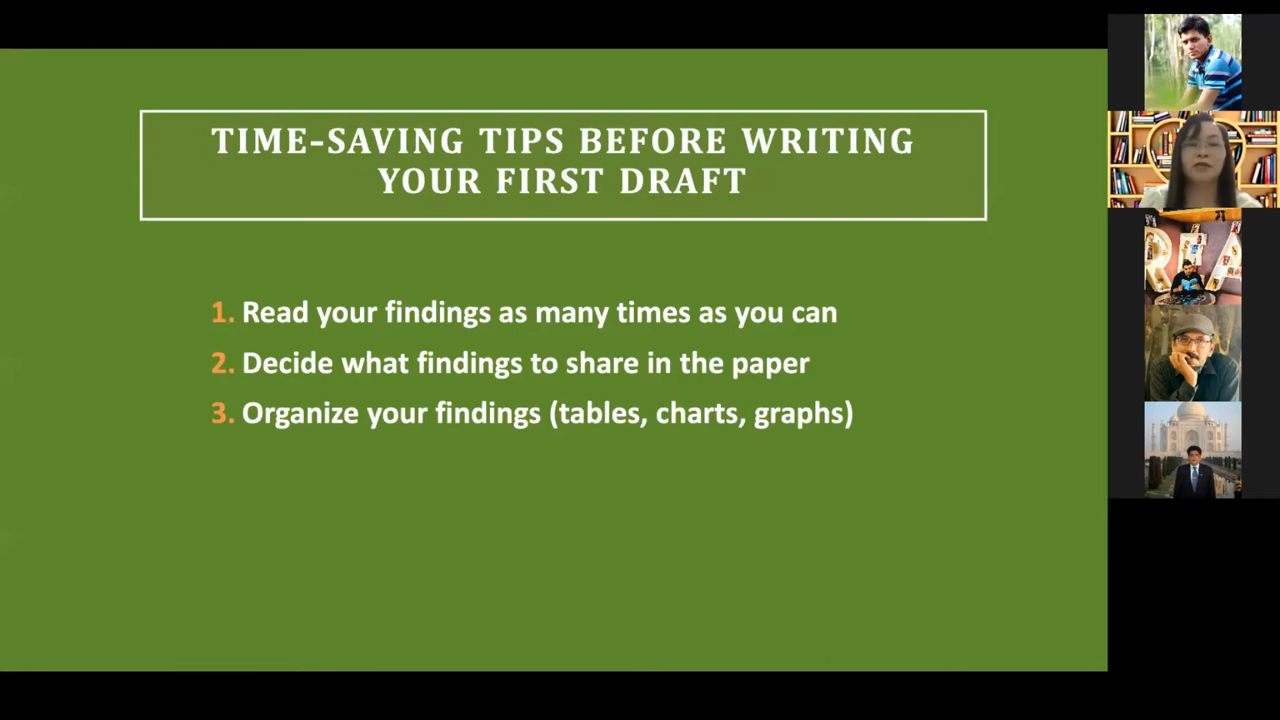 TIME-SAVING TIPS BEFORE WRITING
YOUR FIRST DRAFT
1. Read your findings as many times as you can
2. Decide what findings to share in the paper
3. Organize your findings (tables, charts, graphs)